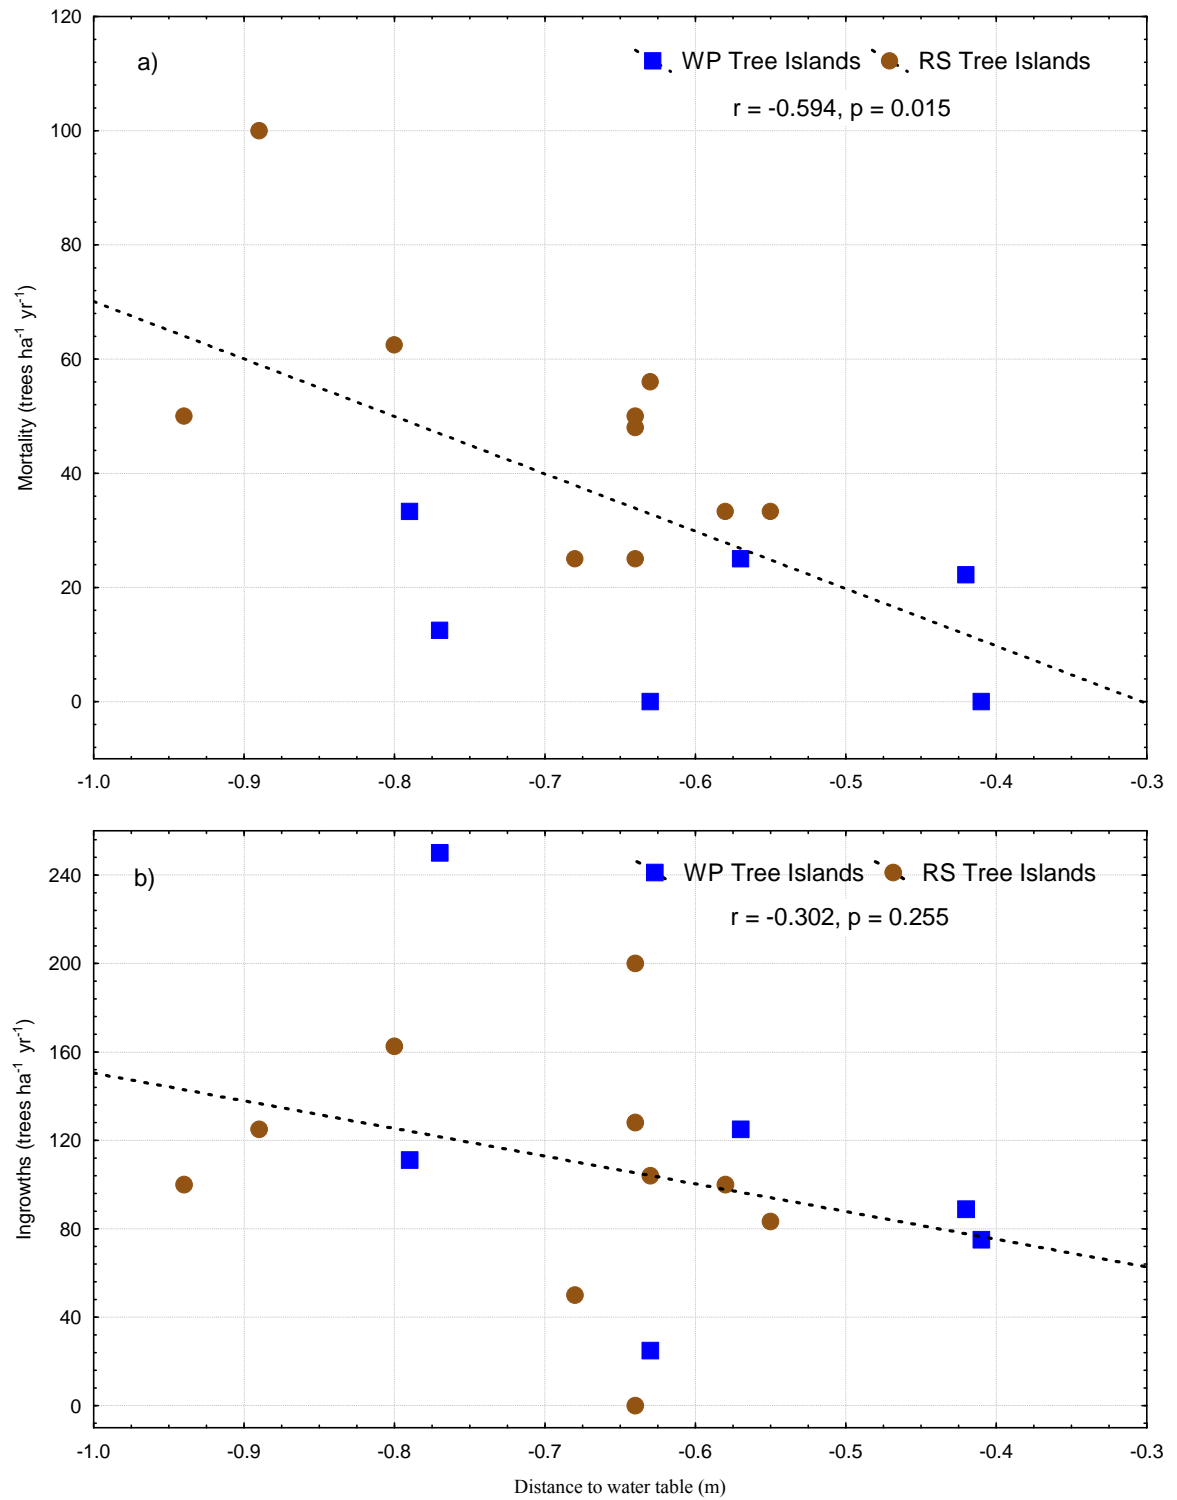 120
a)
WP Tree Islands RS Tree Islands
r = -0.594, p = 0.015
100
80
60
40
20
0
Mortality (trees ha⁻¹ yr⁻¹)
-1.0 -0.9 -0.8 -0.7 -0.6 -0.5 -0.4 -0.3
b)
WP Tree Islands RS Tree Islands
r = -0.302, p = 0.255
240
200
160
120
80
40
0
Ingrowths (trees ha⁻¹ yr⁻¹)
-1.0 -0.9 -0.8 -0.7 -0.6 -0.5 -0.4 -0.3
Distance to water table (m)